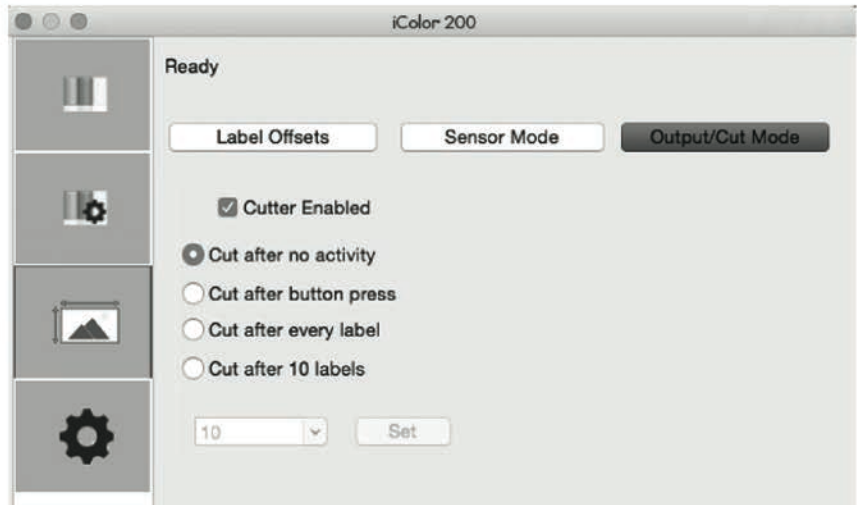 iColor 200
Ready
Label Offsets Sensor Mode Output/Cut Mode
Cutter Enabled
Cut after no activity
Cut after button press
Cut after every label
Cut after 10 labels
10 Set